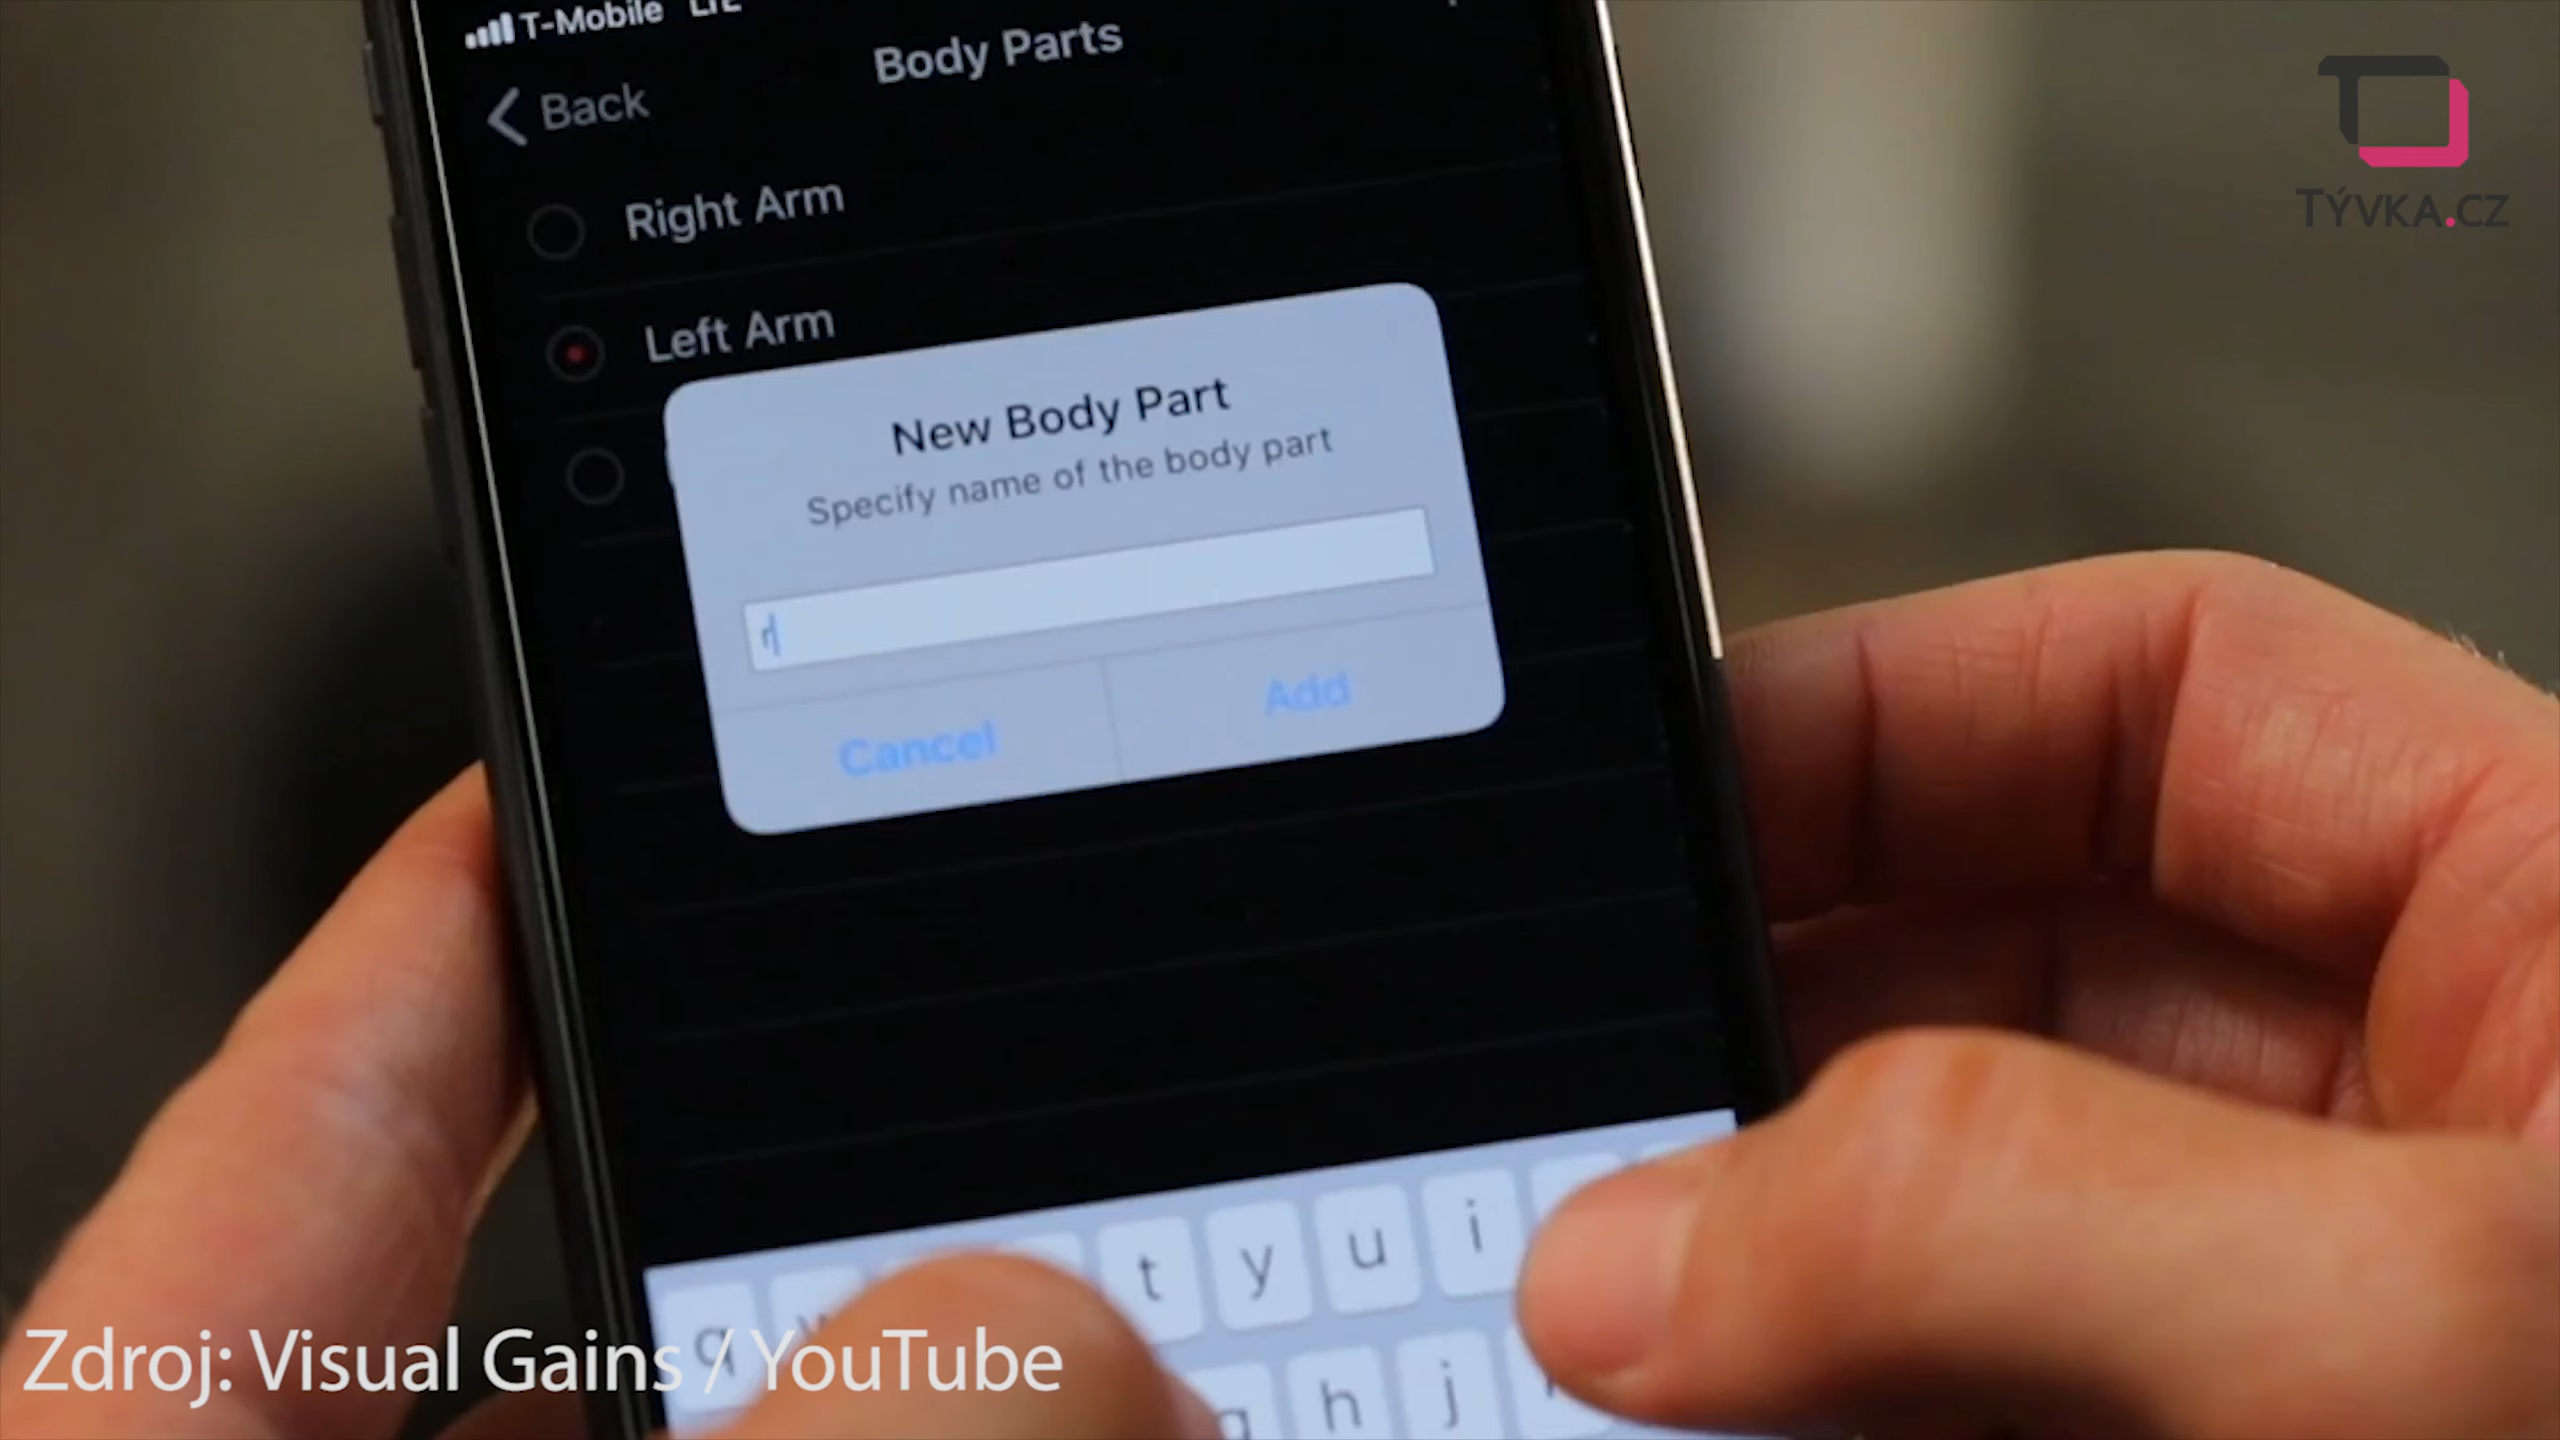 T-Mobile LTE
Body Parts
Back
TÝVKA.CZ
Right Arm
Left Arm
New Body Part
Specify name of the body part
r
Cancel
Add
q
t y u i
h j
Zdroj: Visual Gains / YouTube